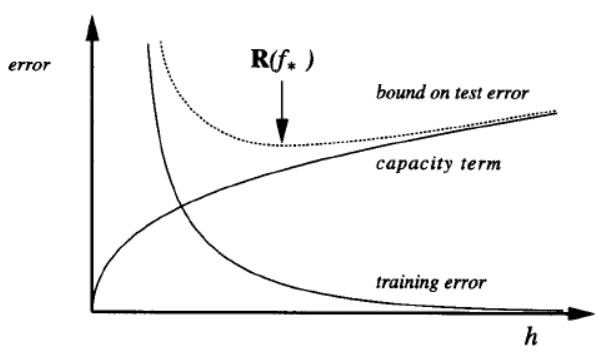 error
R(f* )
bound on test error
capacity term
training error
h